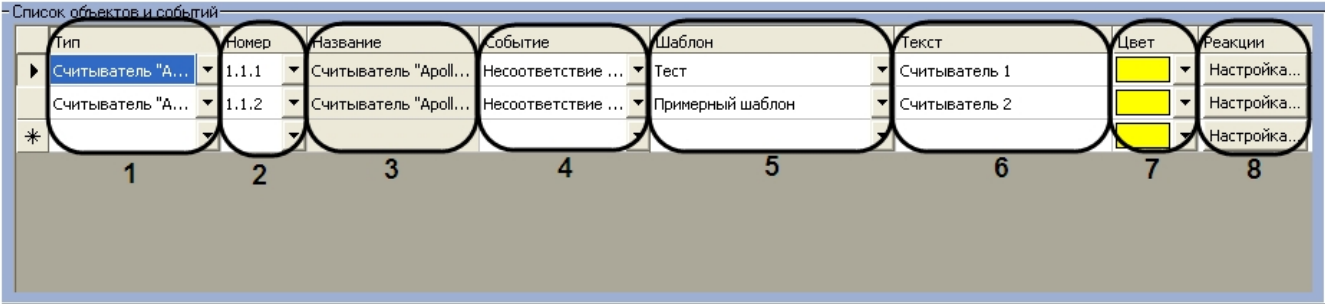 Список объектов и событий
Тип Номер Название Событие Шаблон Текст Цвет Реакции
Считыватель "А... 1.1.1 Считыватель "Apoll... Несоответствие ... Тест Считыватель 1 Настройка...
Считыватель "А... 1.1.2 Считыватель "Apoll... Несоответствие ... Примерный шаблон Считыватель 2 Настройка...
Настройка...
1 2 3 4 5 6 7 8